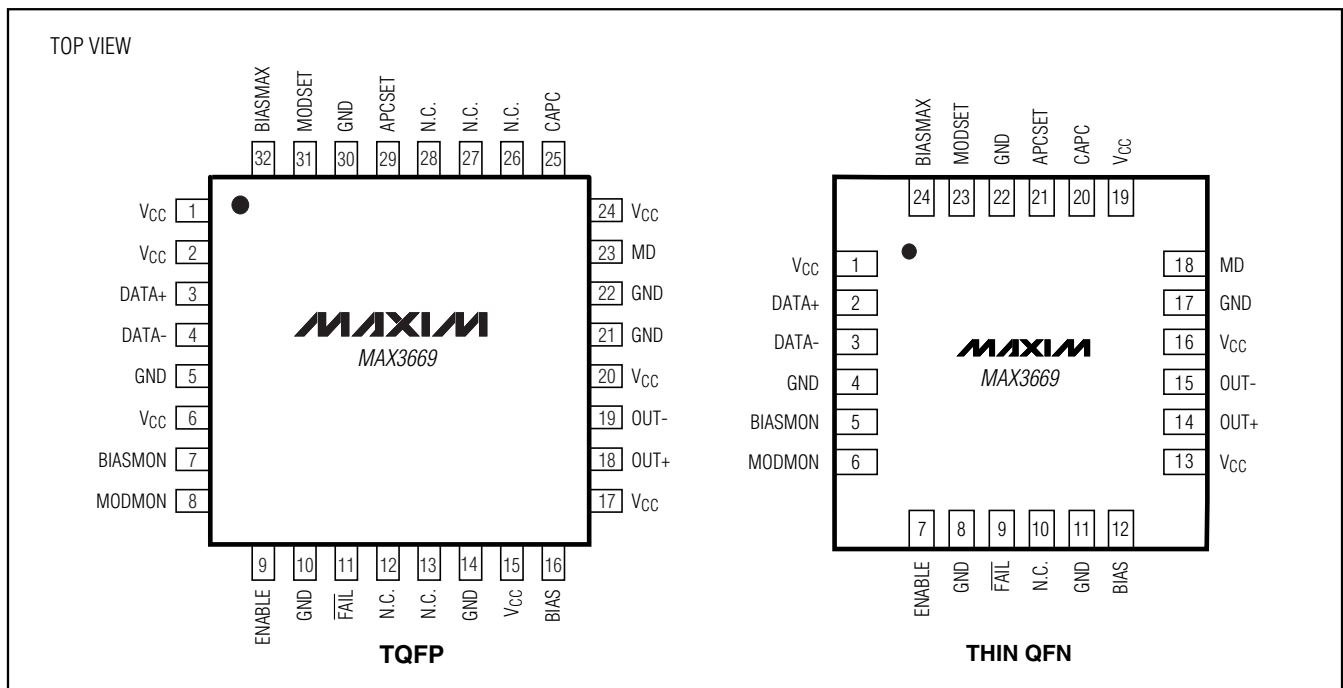 TOP VIEW
BIASMAX MODSET GND APCSET N.C. N.C. N.C. CAPC
32 31 30 29 28 27 26 25
VCC 1
VCC 2
DATA+ 3
DATA- 4
GND 5
VCC 6
BIASMON 7
MODMON 8
MAXIM
MAX3669
24 VCC
23 MD
22 GND
21 GND
20 VCC
19 OUT-
18 OUT+
17 VCC
9 10 11 12 13 14 15 16
ENABLE GND FAIL N.C. N.C. GND VCC BIAS
TQFP
BIASMAX MODSET GND APCSET CAPC VCC
24 23 22 21 20 19
VCC 1
DATA+ 2
DATA- 3
GND 4
BIASMON 5
MODMON 6
MAXIM
MAX3669
18 MD
17 GND
16 VCC
15 OUT-
14 OUT+
13 VCC
7 8 9 10 11 12
ENABLE GND FAIL N.C. GND BIAS
THIN QFN